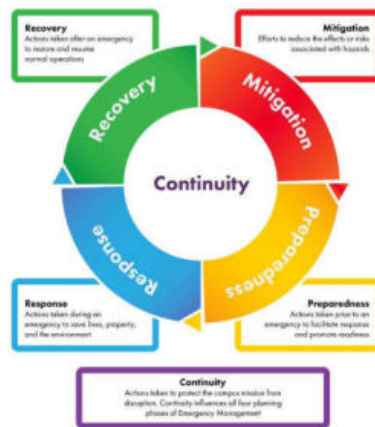 Recovery
Actions taken after an emergency
to restore and resume
normal operations
Mitigation
Efforts to reduce the effects or risks
associated with hazards
Recovery
Mitigation
Continuity
Response
Preparedness
Response
Actions taken during an
emergency to save lives, property,
and the environment
Preparedness
Actions taken prior to
an emergency to facilitate response
and promote readiness
Continuity
Actions taken to protect the campus mission from
disruption. Continuity influences all four planning
phases of Emergency Management